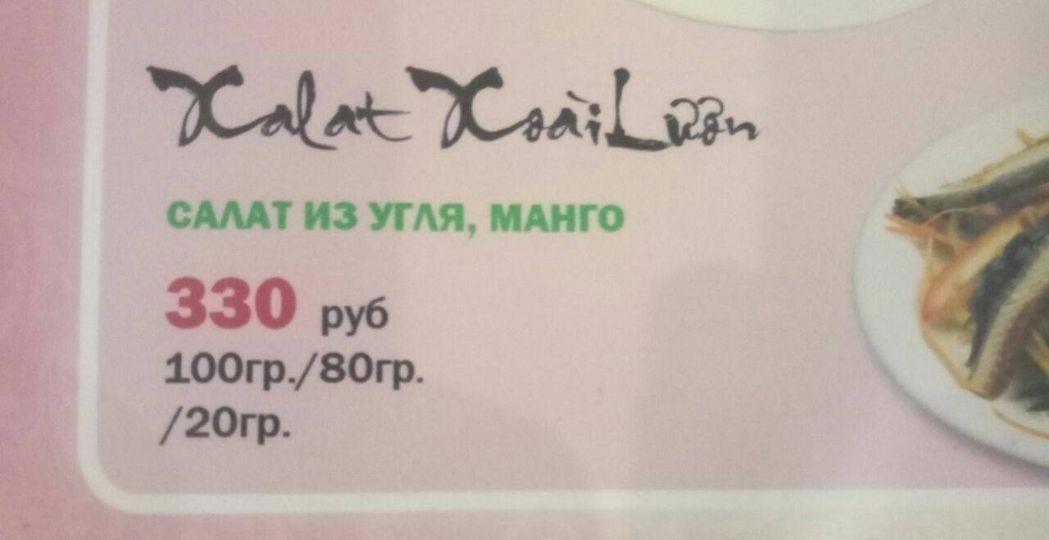 Xalat Xoài Lươn
САЛАТ ИЗ УГЛЯ, МАНГО
330 руб
100гр./80гр.
/20гр.